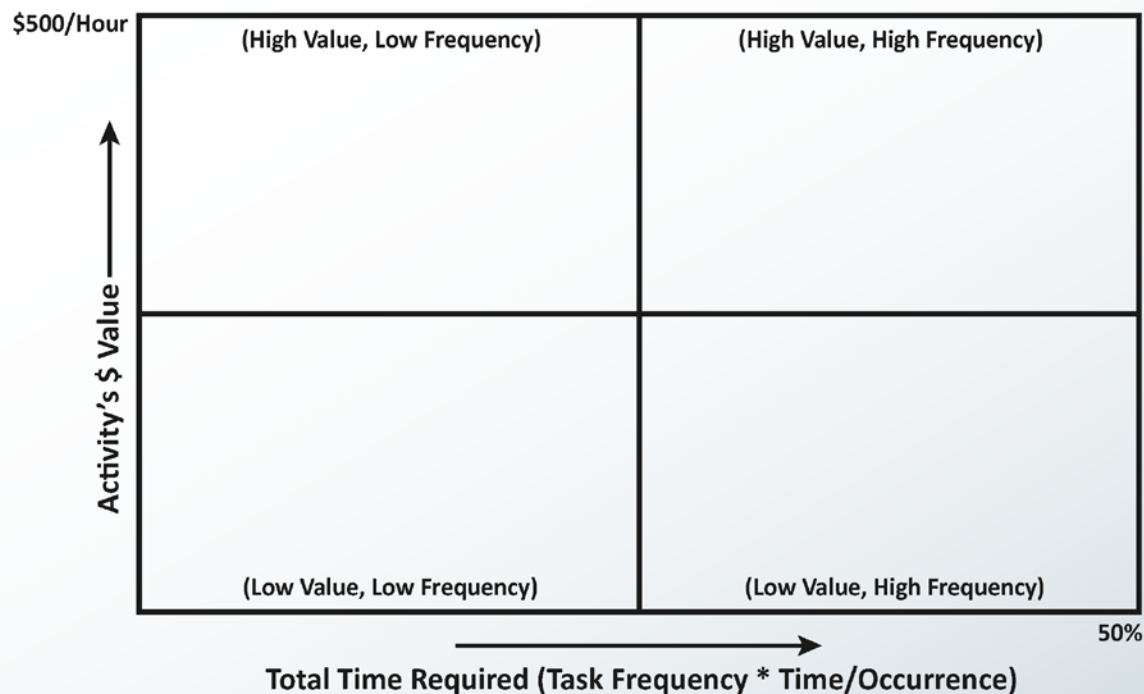 $500/Hour
(High Value, Low Frequency)
(High Value, High Frequency)
Activity's $ Value
(Low Value, Low Frequency)
(Low Value, High Frequency)
50%
Total Time Required (Task Frequency * Time/Occurrence)